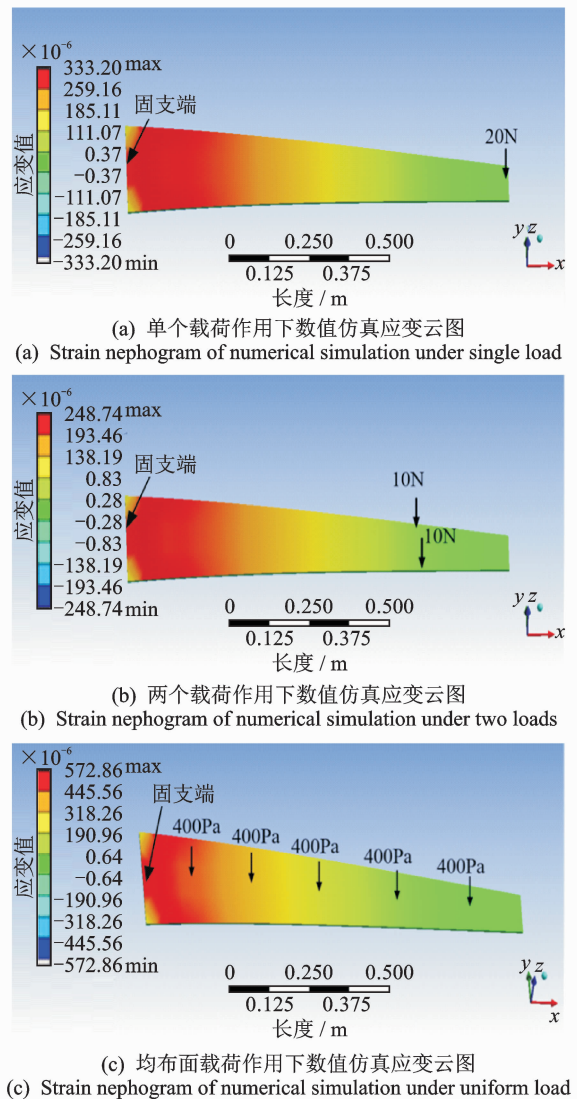 ×10⁻⁶
333.20 max
259.16
185.11
111.07
0.37
−0.37
−111.07
−185.11
−259.16
−333.20 min
应变值
固支端
20N
0 0.250 0.500
0.125 0.375
长度 / m
y z
x
(a) 单个载荷作用下数值仿真应变云图
(a) Strain nephogram of numerical simulation under single load
×10⁻⁶
248.74 max
193.46
138.19
0.83
0.28
−0.28
−0.83
−138.19
−193.46
−248.74 min
应变值
固支端
10N
10N
0 0.250 0.500
0.125 0.375
长度 / m
y z
x
(b) 两个载荷作用下数值仿真应变云图
(b) Strain nephogram of numerical simulation under two loads
×10⁻⁶
572.86 max
445.56
318.26
190.96
0.64
−0.64
−190.96
−318.26
−445.56
−572.86 min
应变值
固支端
400Pa 400Pa 400Pa 400Pa 400Pa
0 0.250 0.500
0.125 0.375
长度 / m
y z
x
(c) 均布面载荷作用下数值仿真应变云图
(c) Strain nephogram of numerical simulation under uniform load